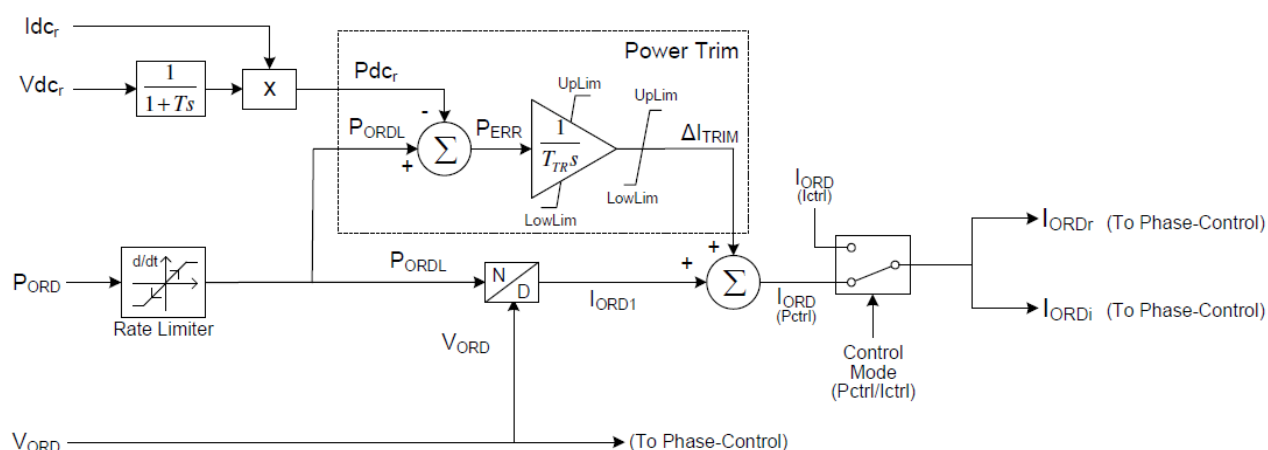 Idcr
Vdcr
1
1+Ts
X
Pdcr
Power Trim
-
PORDL
+
Σ
PERR
UpLim
1
TTRs
LowLim
UpLim
LowLim
ΔITRIM
IORD
(Ictrl)
IORDr (To Phase-Control)
PORD
d/dt
Rate Limiter
PORDL
N
D
IORD1
+
+
Σ
IORD
(Pctrl)
IORDi (To Phase-Control)
VORD
Control
Mode
(Pctrl/Ictrl)
VORD
(To Phase-Control)